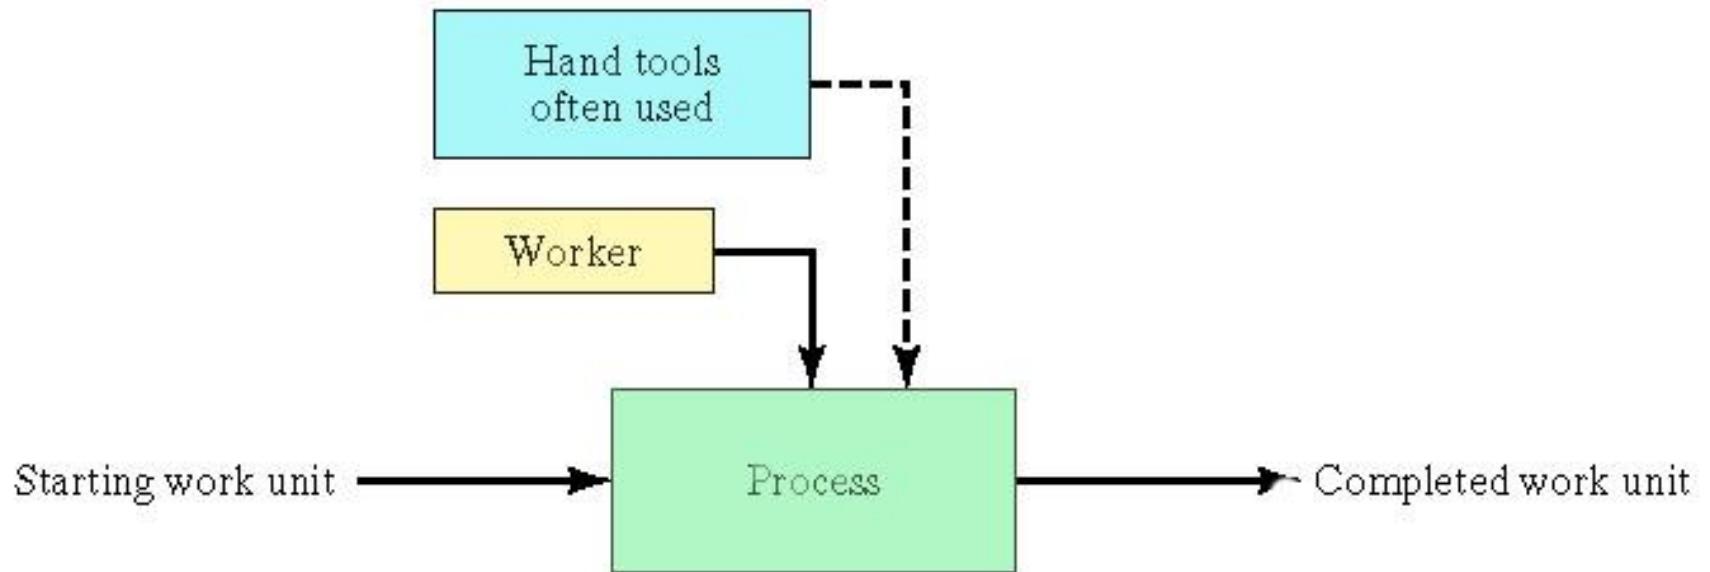 Hand tools
often used
Worker
Starting work unit
Process
Completed work unit